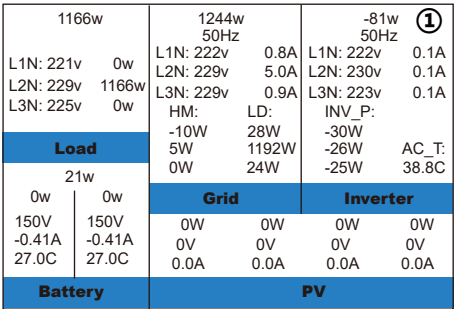 1166w
L1N: 221v 0w
L2N: 229v 1166w
L3N: 225v 0w
Load
1244w
50Hz
L1N: 222v 0.8A
L2N: 229v 5.0A
L3N: 229v 0.9A
HM: LD:
-10W 28W
5W 1192W
0W 24W
Grid
-81w ①
50Hz
L1N: 222v 0.1A
L2N: 230v 0.1A
L3N: 223v 0.1A
INV_P:
-30W
-26W AC_T:
-25W 38.8C
Inverter
21w
0w 0w
150V 150V
-0.41A -0.41A
27.0C 27.0C
Battery
0W 0W 0W 0W
0V 0V 0V 0V
0.0A 0.0A 0.0A 0.0A
PV